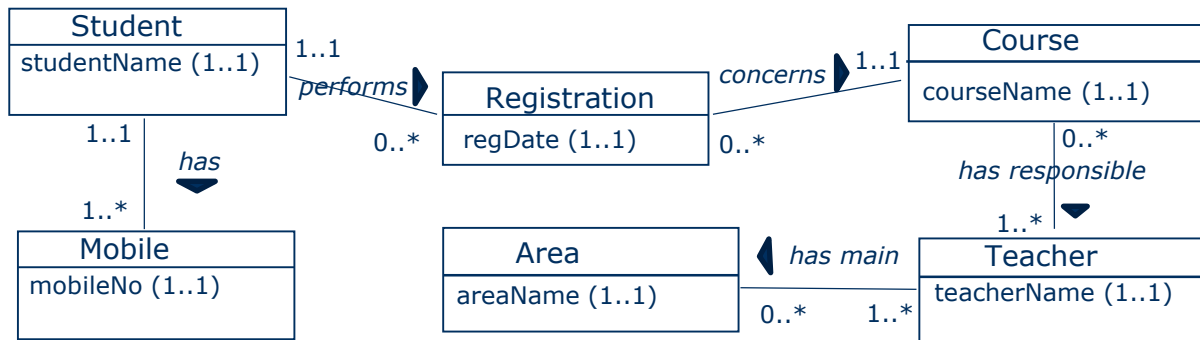 Student
studentName (1..1)
1..1
performs
0..*
Registration
regDate (1..1)
concerns
1..1
0..*
Course
courseName (1..1)
1..1
has
1..*
Mobile
mobileNo (1..1)
0..*
has responsible
1..*
Area
areaName (1..1)
has main
0..*
1..*
Teacher
teacherName (1..1)